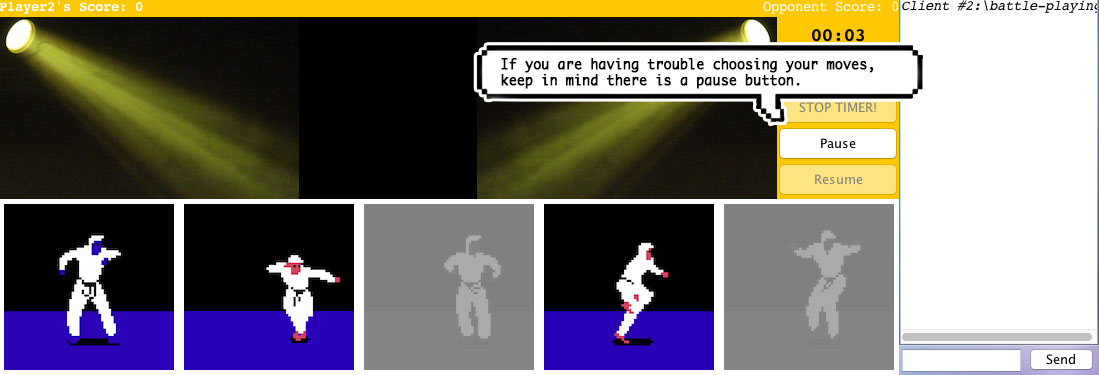 Player2's Score: 0
Opponent Score: 0
Client #2:\battle-playing
00:03
If you are having trouble choosing your moves,
keep in mind there is a pause button.
STOP TIMER!
Pause
Resume
Send